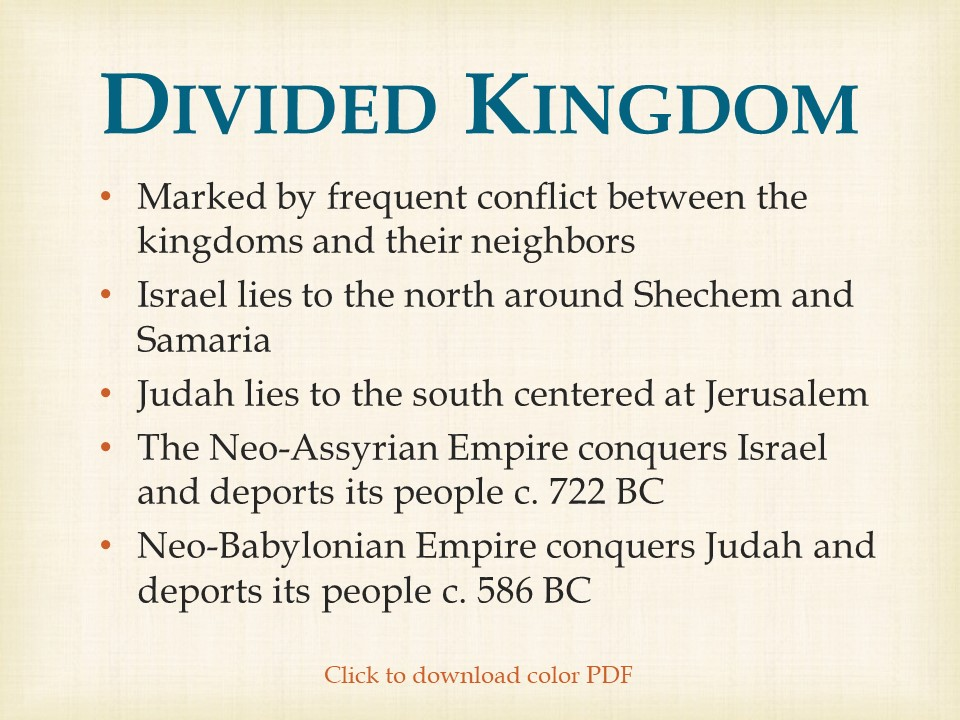 DIVIDED KINGDOM
• Marked by frequent conflict between the
kingdoms and their neighbors
• Israel lies to the north around Shechem and
Samaria
• Judah lies to the south centered at Jerusalem
• The Neo-Assyrian Empire conquers Israel
and deports its people c. 722 BC
• Neo-Babylonian Empire conquers Judah and
deports its people c. 586 BC
Click to download color PDF